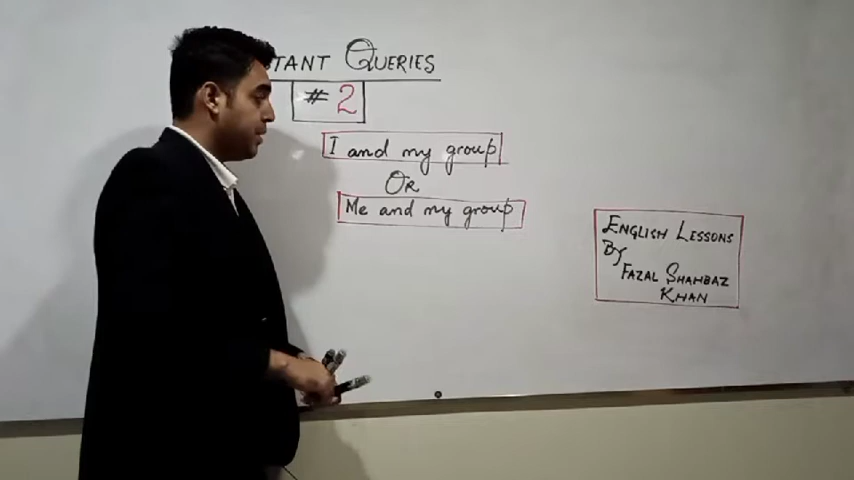 TANT QUERIES
# 2
I and my group
OR
Me and my group
ENGLISH LESSONS
BY
FAZAL SHAHBAZ
KHAN